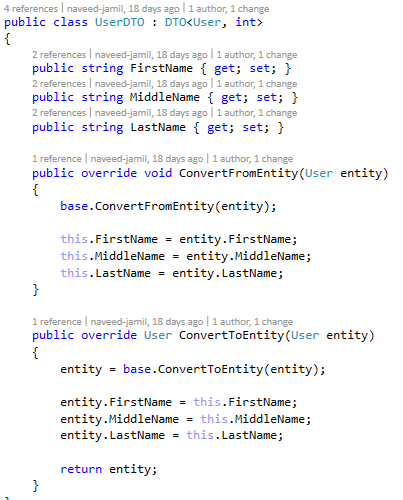 4 references | naveed-jamil, 18 days ago | 1 author, 1 change
public class UserDTO : DTO<User, int>
{
2 references | naveed-jamil, 18 days ago | 1 author, 1 change
public string FirstName { get; set; }
2 references | naveed-jamil, 18 days ago | 1 author, 1 change
public string MiddleName { get; set; }
2 references | naveed-jamil, 18 days ago | 1 author, 1 change
public string LastName { get; set; }
1 reference | naveed-jamil, 18 days ago | 1 author, 1 change
public override void ConvertFromEntity(User entity)
{
base.ConvertFromEntity(entity);
this.FirstName = entity.FirstName;
this.MiddleName = entity.MiddleName;
this.LastName = entity.LastName;
}
1 reference | naveed-jamil, 18 days ago | 1 author, 1 change
public override User ConvertToEntity(User entity)
{
entity = base.ConvertToEntity(entity);
entity.FirstName = this.FirstName;
entity.MiddleName = this.MiddleName;
entity.LastName = this.LastName;
return entity;
}